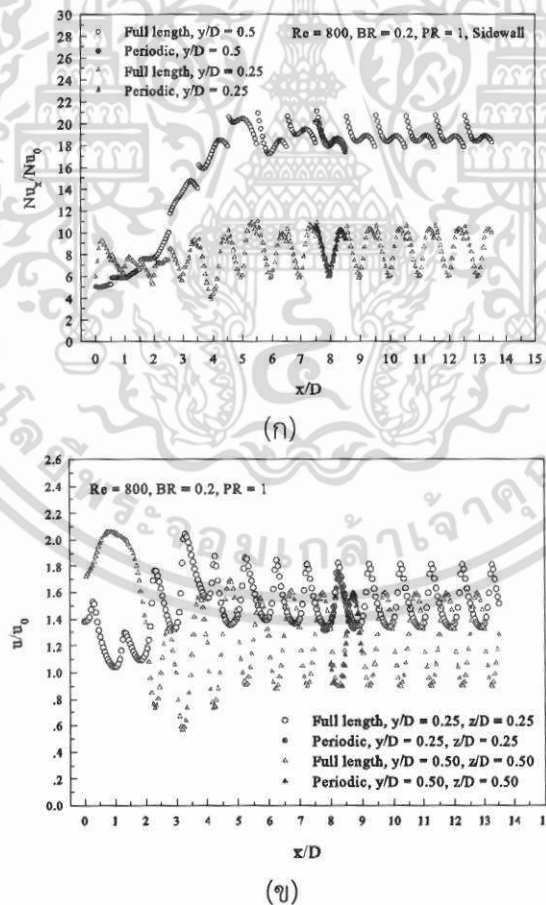 30
28
26
24
22
20
18
16
14
12
10
8
6
4
2
0
Nuₓ/Nu₀
Full length, y/D = 0.5
Periodic, y/D = 0.5
Full length, y/D = 0.25
Periodic, y/D = 0.25
Re = 800, BR = 0.2, PR = 1, Sidewall
0 1 2 3 4 5 6 7 8 9 10 11 12 13 14 15
x/D
(ก)
2.6
2.4
2.2
2.0
1.8
1.6
1.4
1.2
1.0
.8
.6
.4
.2
0.0
u/u₀
Re = 800, BR = 0.2, PR = 1
Full length, y/D = 0.25, z/D = 0.25
Periodic, y/D = 0.25, z/D = 0.25
Full length, y/D = 0.50, z/D = 0.50
Periodic, y/D = 0.50, z/D = 0.50
0 1 2 3 4 5 6 7 8 9 10 11 12 13 14
x/D
(ข)